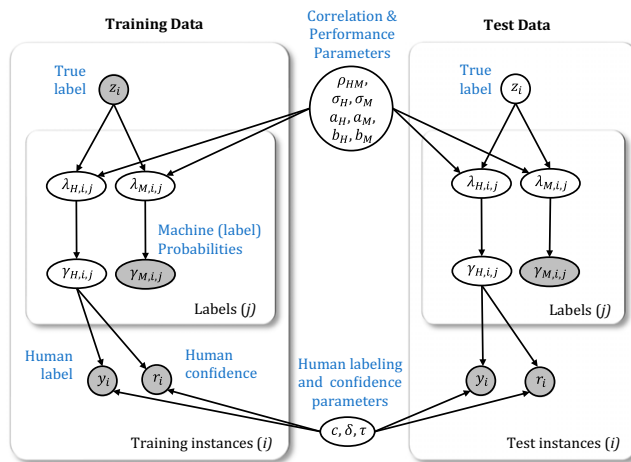 Training Data
Correlation &
Performance
Parameters
Test Data
True
label
z_i
ρ_HM,
σ_H, σ_M
a_H, a_M,
b_H, b_M
True
label
z_i
λ_{H,i,j}
λ_{M,i,j}
λ_{H,i,j}
λ_{M,i,j}
Machine (label)
Probabilities
γ_{H,i,j}
γ_{M,i,j}
γ_{H,i,j}
γ_{M,i,j}
Labels (j)
Labels (j)
Human
label
y_i
r_i
Human
confidence
Human labeling
and confidence
parameters
y_i
r_i
c, δ, τ
Training instances (i)
Test instances (i)